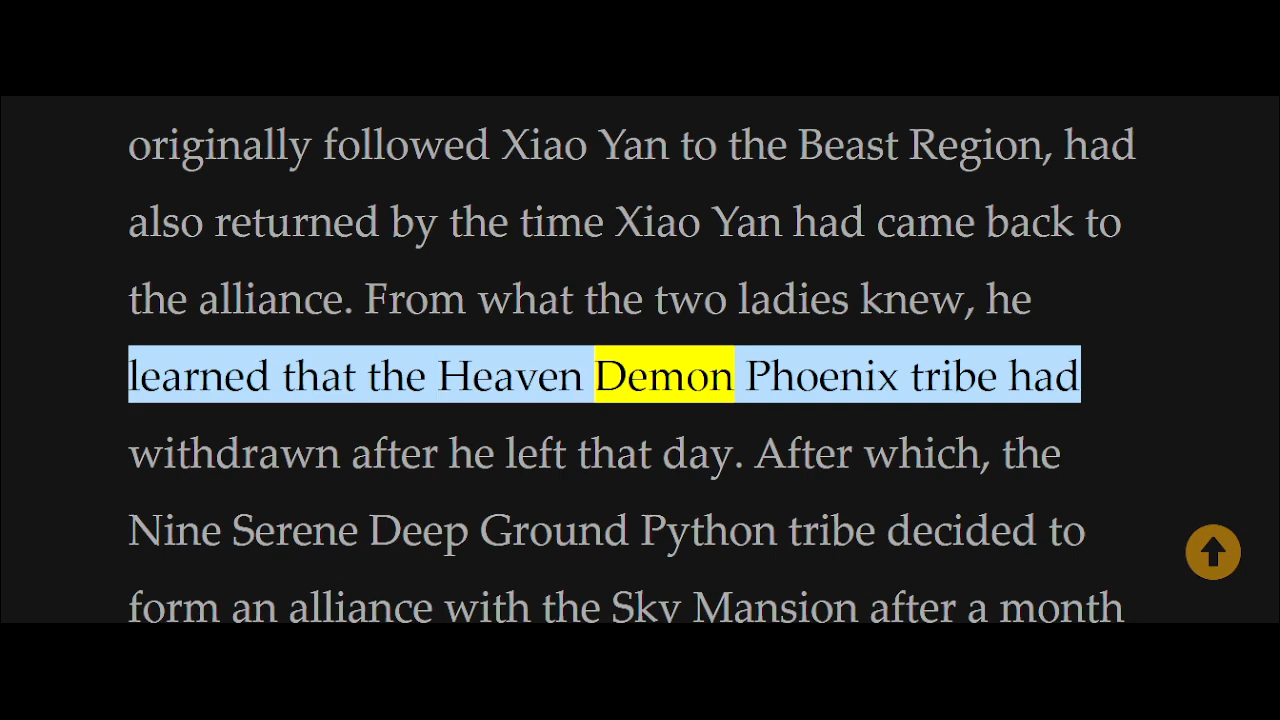 originally followed Xiao Yan to the Beast Region, had
also returned by the time Xiao Yan had came back to
the alliance. From what the two ladies knew, he
learned that the Heaven Demon Phoenix tribe had
withdrawn after he left that day. After which, the
Nine Serene Deep Ground Python tribe decided to
form an alliance with the Sky Mansion after a month